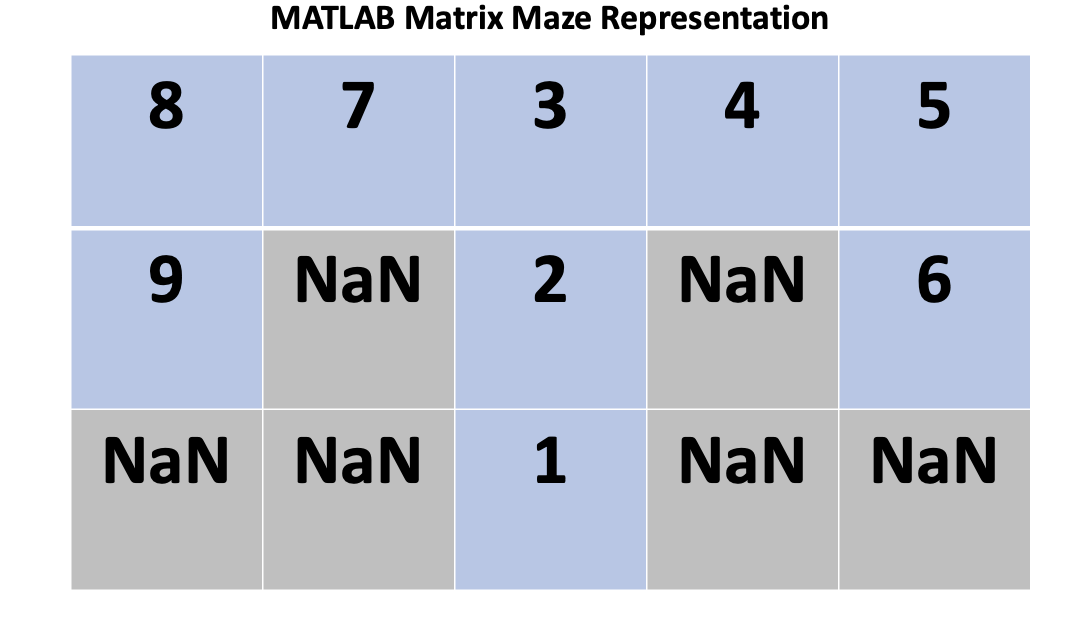 MATLAB Matrix Maze Representation
8 7 3 4 5
9 NaN 2 NaN 6
NaN NaN 1 NaN NaN